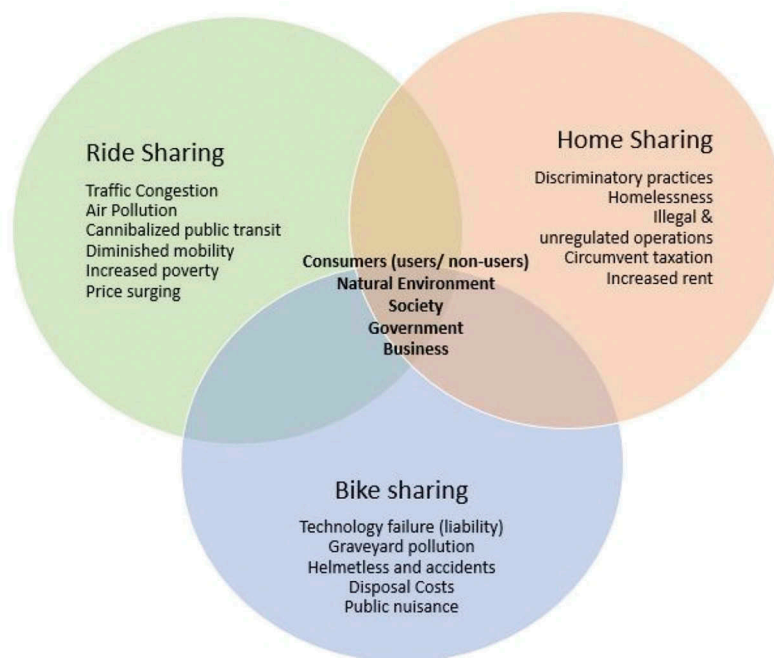 Ride Sharing
Traffic Congestion
Air Pollution
Cannibalized public transit
Diminished mobility
Increased poverty
Price surging
Home Sharing
Discriminatory practices
Homelessness
Illegal &
unregulated operations
Circumvent taxation
Increased rent
Consumers (users/ non-users)
Natural Environment
Society
Government
Business
Bike sharing
Technology failure (liability)
Graveyard pollution
Helmetless and accidents
Disposal Costs
Public nuisance